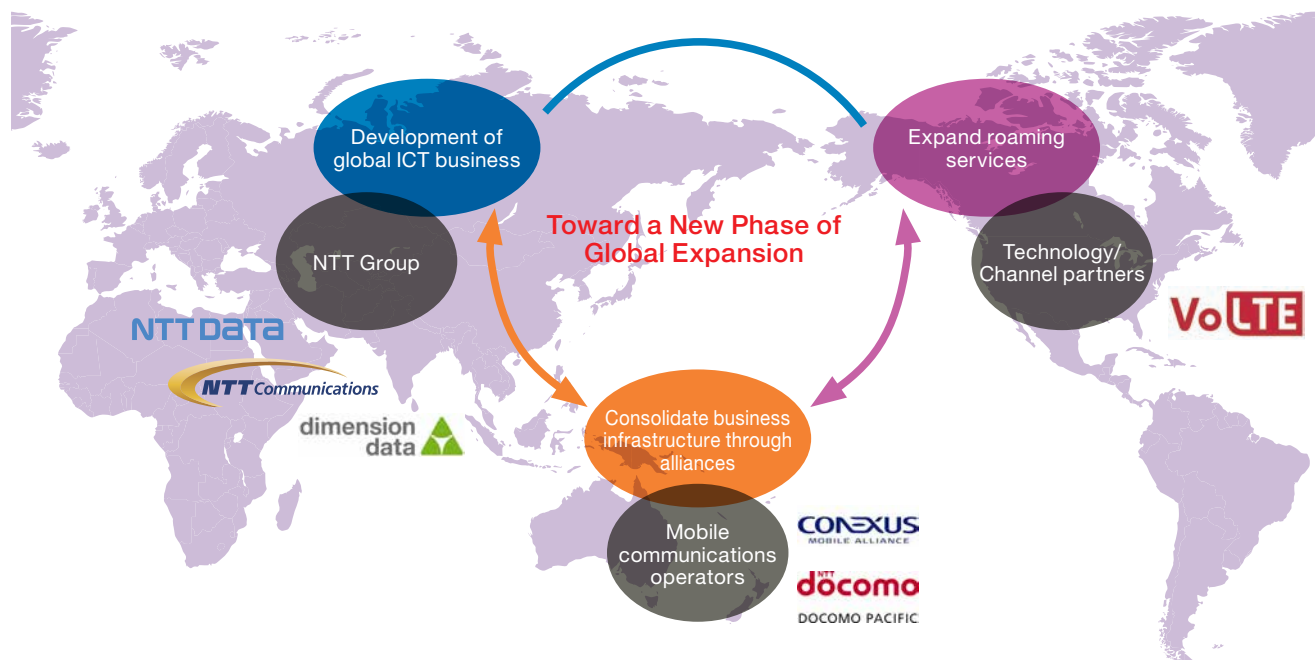 Development of
global ICT business
NTT Group
NTT DATA
NTT Communications
dimension
data
Toward a New Phase of
Global Expansion
Expand roaming
services
Technology/
Channel partners
VoLTE
Consolidate business
infrastructure through
alliances
Mobile
communications
operators
CONEXUS
MOBILE ALLIANCE
NTT
döcomo
DOCOMO PACIFIC